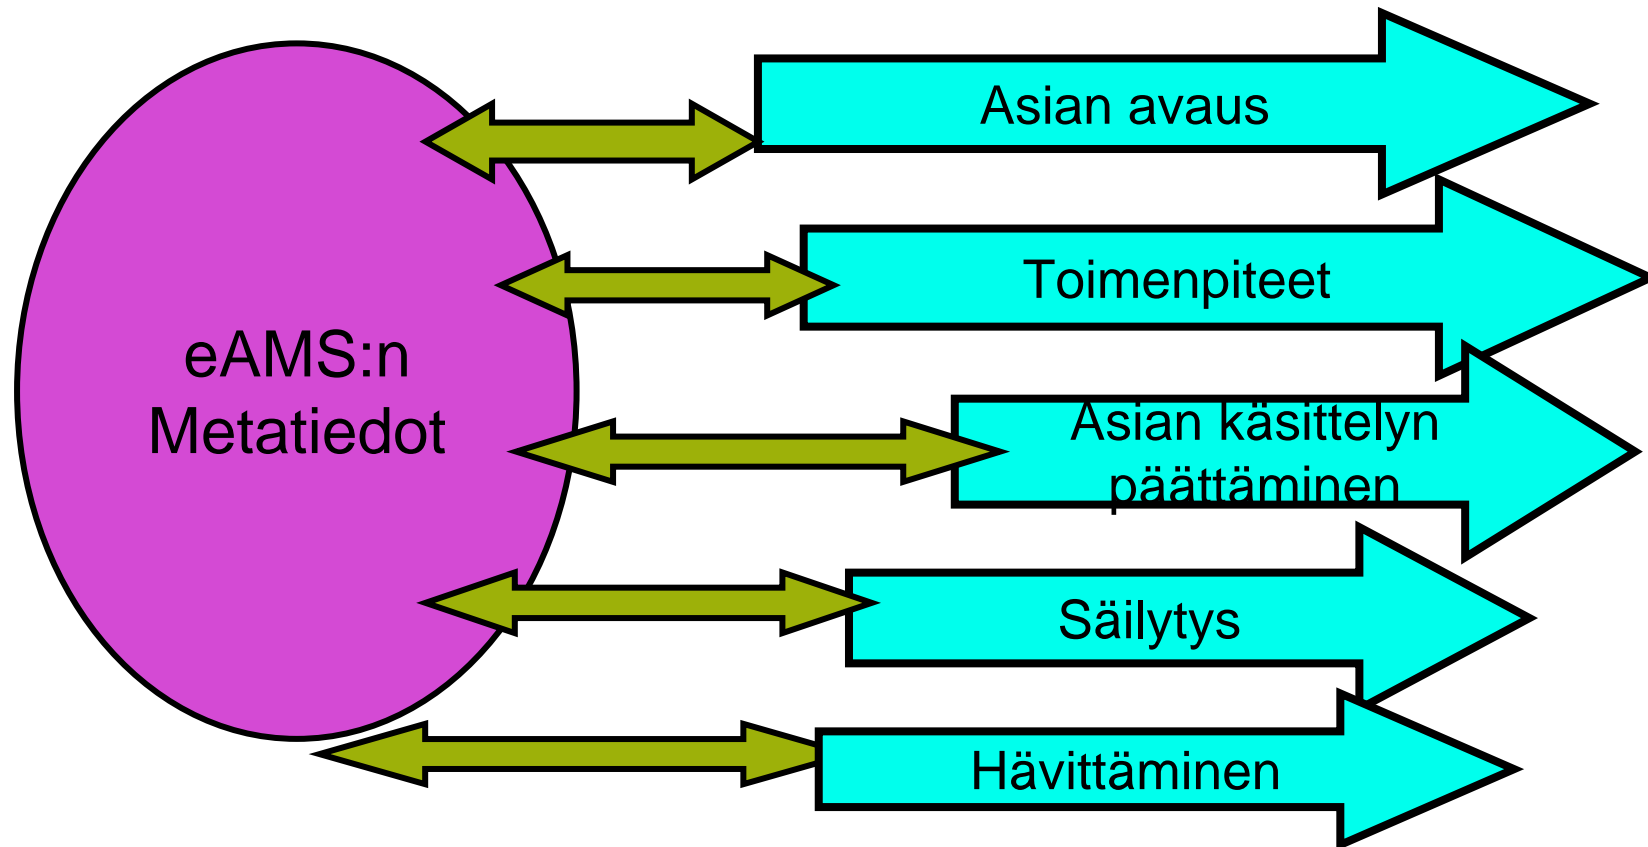 Asian avaus
Toimenpiteet
eAMS:n
Metatiedot
Asian käsittelyn
päättäminen
Säilytys
Hävittäminen